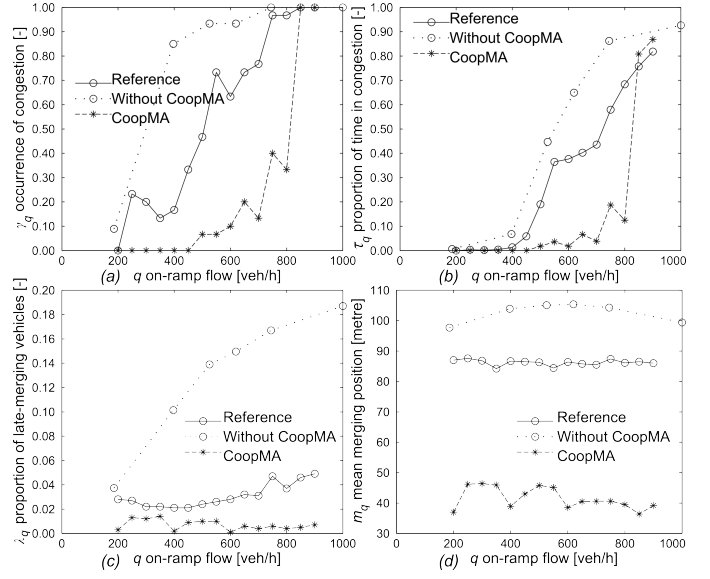 γq occurrence of congestion [-]
1.00
0.90
0.80
0.70
0.60
0.50
0.40
0.30
0.20
0.10
0.00
Reference
Without CoopMA
CoopMA
0 200 400 600 800 1000
(a) q on-ramp flow [veh/h]
τq proportion of time in congestion [-]
1.00
0.90
0.80
0.70
0.60
0.50
0.40
0.30
0.20
0.10
0.00
Reference
Without CoopMA
CoopMA
0 200 400 600 800 1000
(b) q on-ramp flow [veh/h]
λq proportion of late-merging vehicles [-]
0.20
0.18
0.16
0.14
0.12
0.10
0.08
0.06
0.04
0.02
0.00
Reference
Without CoopMA
CoopMA
0 200 400 600 800 1000
(c) q on-ramp flow [veh/h]
mq mean merging position [metre]
110
100
90
80
70
60
50
40
30
Reference
Without CoopMA
CoopMA
0 200 400 600 800 1000
(d) q on-ramp flow [veh/h]